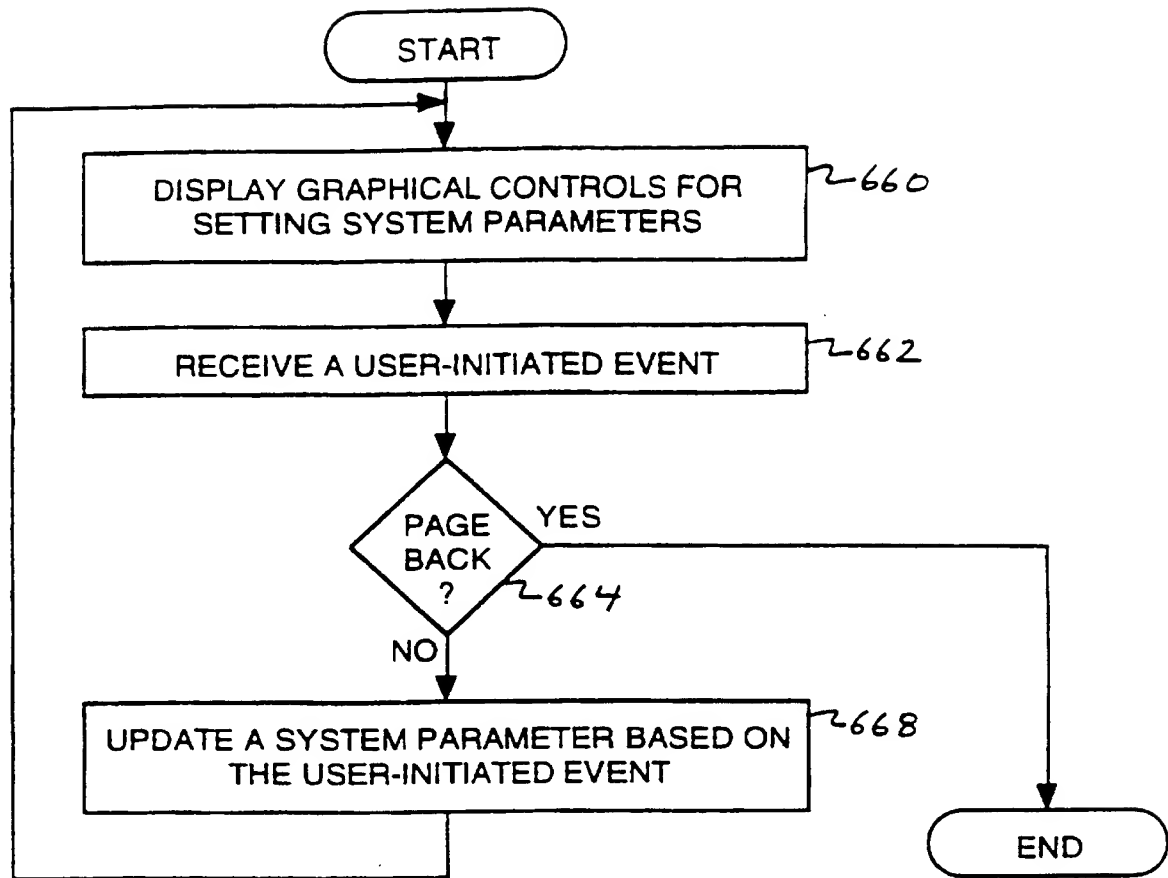 START
DISPLAY GRAPHICAL CONTROLS FOR
SETTING SYSTEM PARAMETERS
660
RECEIVE A USER-INITIATED EVENT
662
PAGE
BACK
?
YES
664
NO
UPDATE A SYSTEM PARAMETER BASED ON
THE USER-INITIATED EVENT
668
END